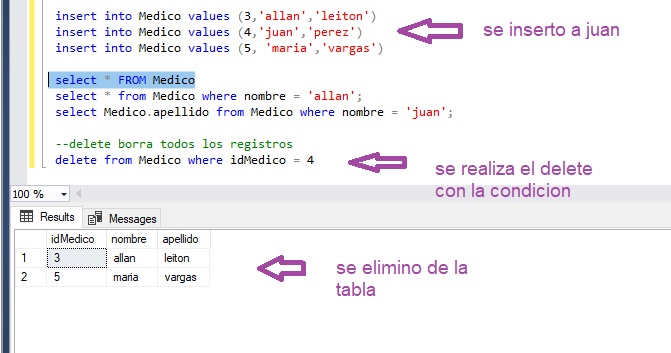 insert into Medico values (3,'allan','leiton')
insert into Medico values (4,'juan','perez')
se inserto a juan
insert into Medico values (5, 'maria','vargas')
select * FROM Medico
select * from Medico where nombre = 'allan';
select Medico.apellido from Medico where nombre = 'juan';
--delete borra todos los registros
delete from Medico where idMedico = 4
se realiza el delete
con la condicion
100 %
Results Messages
idMedico nombre apellido
1 3 allan leiton
2 5 maria vargas
se elimino de la
tabla